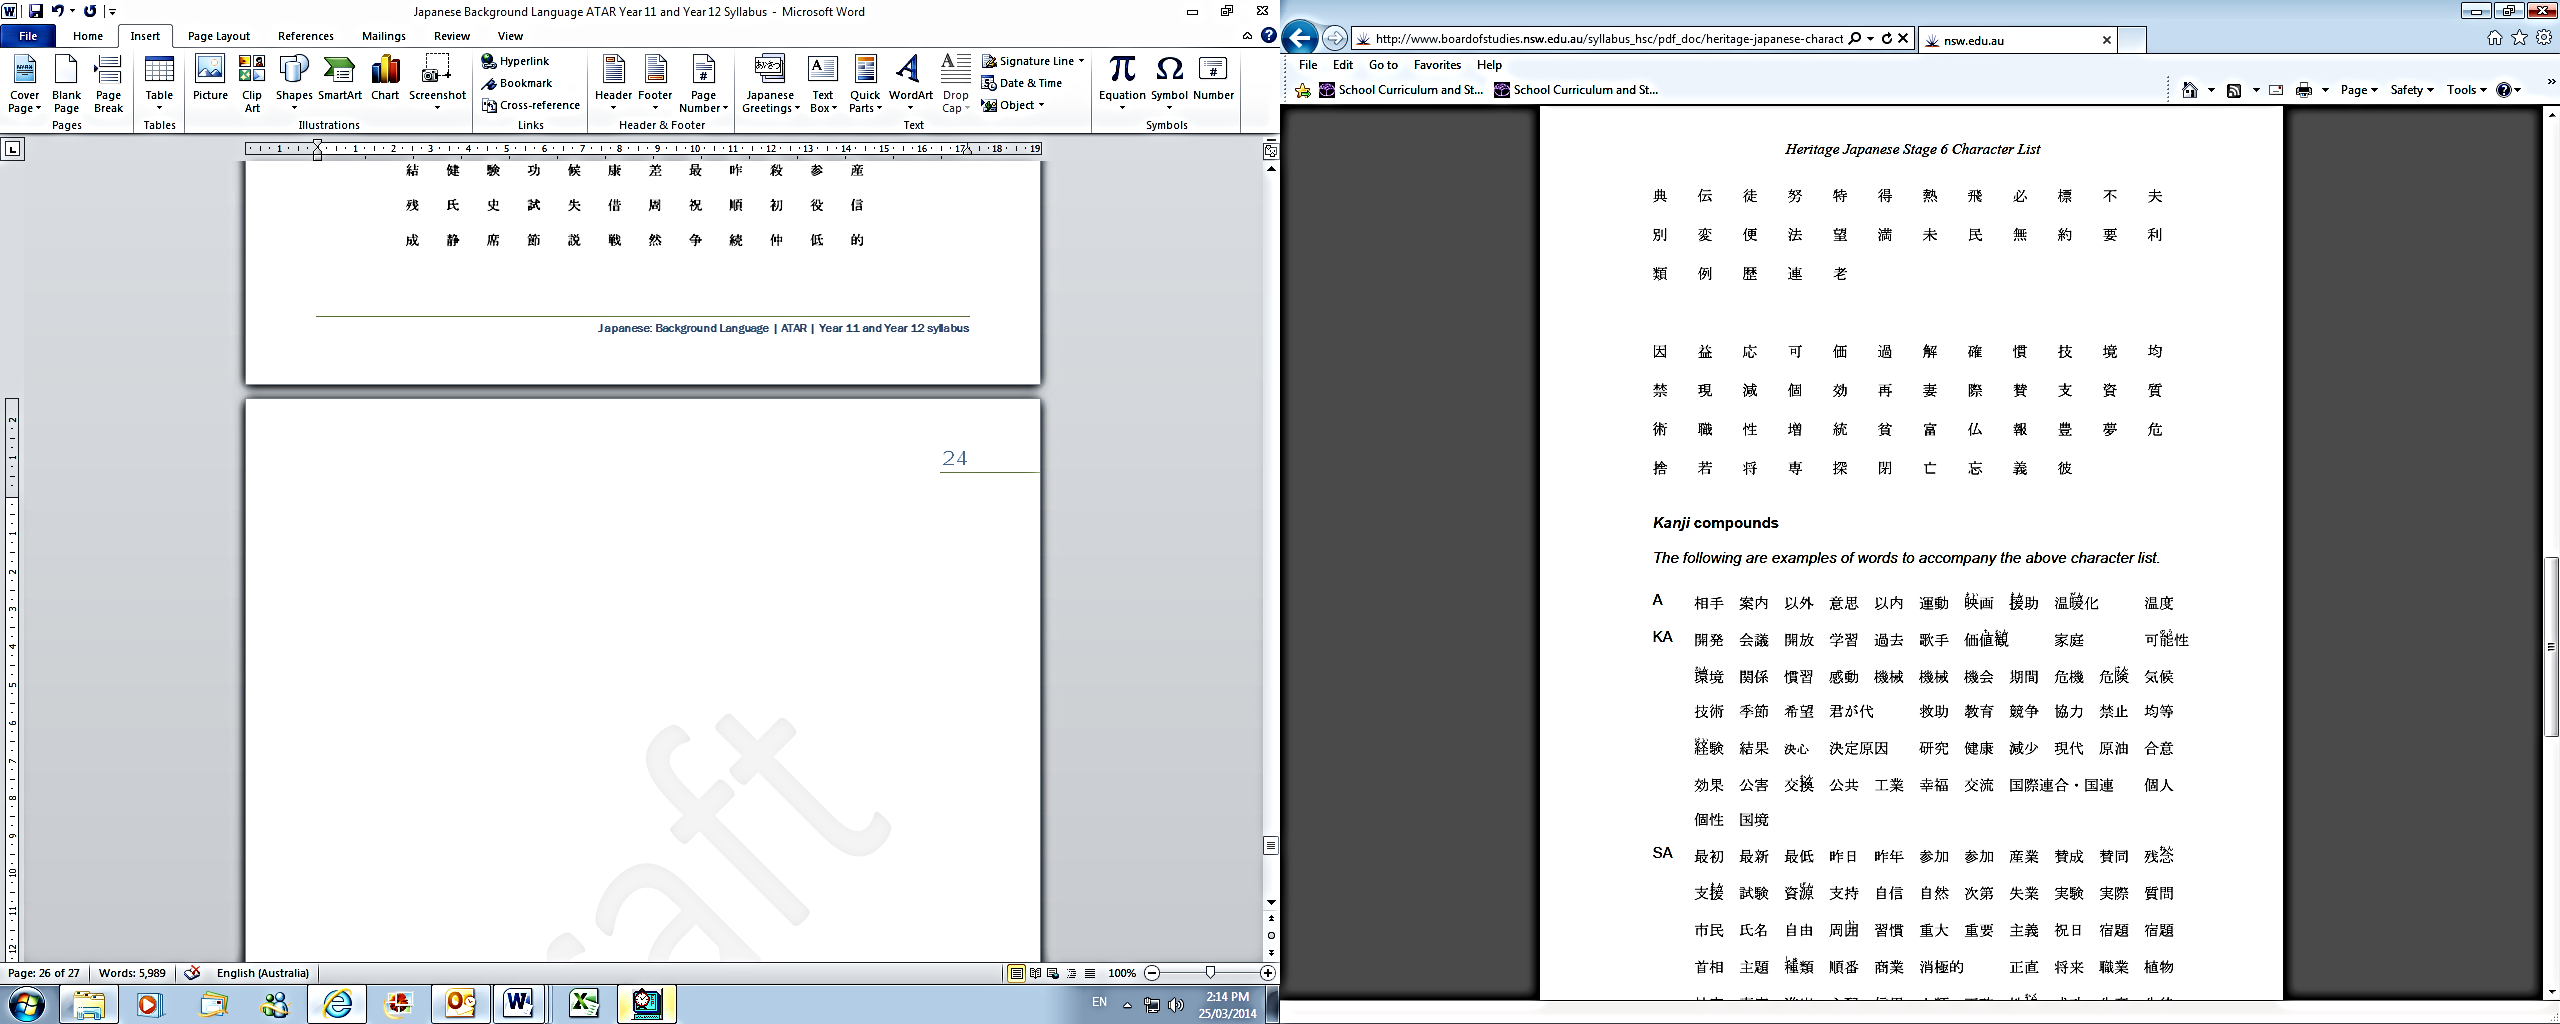 Japanese Background Language ATAR Year 11 and Year 12 Syllabus - Microsoft Word
File Home Insert Page Layout References Mailings Review View
Cover Page Blank Page Page Break
Pages
Table
Tables
Picture Clip Art Shapes SmartArt Chart Screenshot
Illustrations
Hyperlink
Bookmark
Cross-reference
Links
Header Footer Page Number
Header & Footer
Japanese Greetings Text Box Quick Parts WordArt Drop Cap
Signature Line
Date & Time
Object
Text
Equation Symbol Number
Symbols
結 健 験 功 候 康 差 最 昨 殺 参 産
残 氏 史 試 失 借 周 祝 順 初 役 信
成 静 席 節 説 戦 然 争 続 仲 低 的
Japanese: Background Language | ATAR | Year 11 and Year 12 syllabus
24
Page: 26 of 27 Words: 5,989 English (Australia) 100%
EN 2:14 PM
25/03/2014
http://www.boardofstudies.nsw.edu.au/syllabus_hsc/pdf_doc/heritage-japanese-charact
nsw.edu.au
File Edit Go to Favorites Help
School Curriculum and St... School Curriculum and St... Page Safety Tools
Heritage Japanese Stage 6 Character List
典 伝 徒 努 特 得 熱 飛 必 標 不 夫
別 変 便 法 望 満 未 民 無 約 要 利
類 例 歴 連 老
因 益 応 可 価 過 解 確 慣 技 境 均
禁 現 減 個 効 再 妻 際 賛 支 資 質
術 職 性 増 統 貧 富 仏 報 豊 夢 危
捨 若 将 専 探 閉 亡 忘 義 彼
Kanji compounds
The following are examples of words to accompany the above character list.
A 相手 案内 以外 意思 以内 運動 映画 援助 温暖化 温度
KA 開発 会議 開放 学習 過去 歌手 価値観 家庭 可能性
環境 関係 慣習 感動 機械 機械 機会 期間 危機 危険 気候
技術 季節 希望 君が代 救助 教育 競争 協力 禁止 均等
経験 結果 決心 決定原因 研究 健康 減少 現代 原油 合意
効果 公害 交換 公共 工業 幸福 交流 国際連合・国連 個人
個性 国境
SA 最初 最新 最低 昨日 昨年 参加 参加 産業 賛成 賛同 残念
支援 試験 資源 支持 自信 自然 次第 失業 実験 実際 質問
市民 氏名 自由 周囲 習慣 重大 重要 主義 祝日 宿題 宿題
首相 主題 種類 順番 商業 消極的 正直 将来 職業 植物